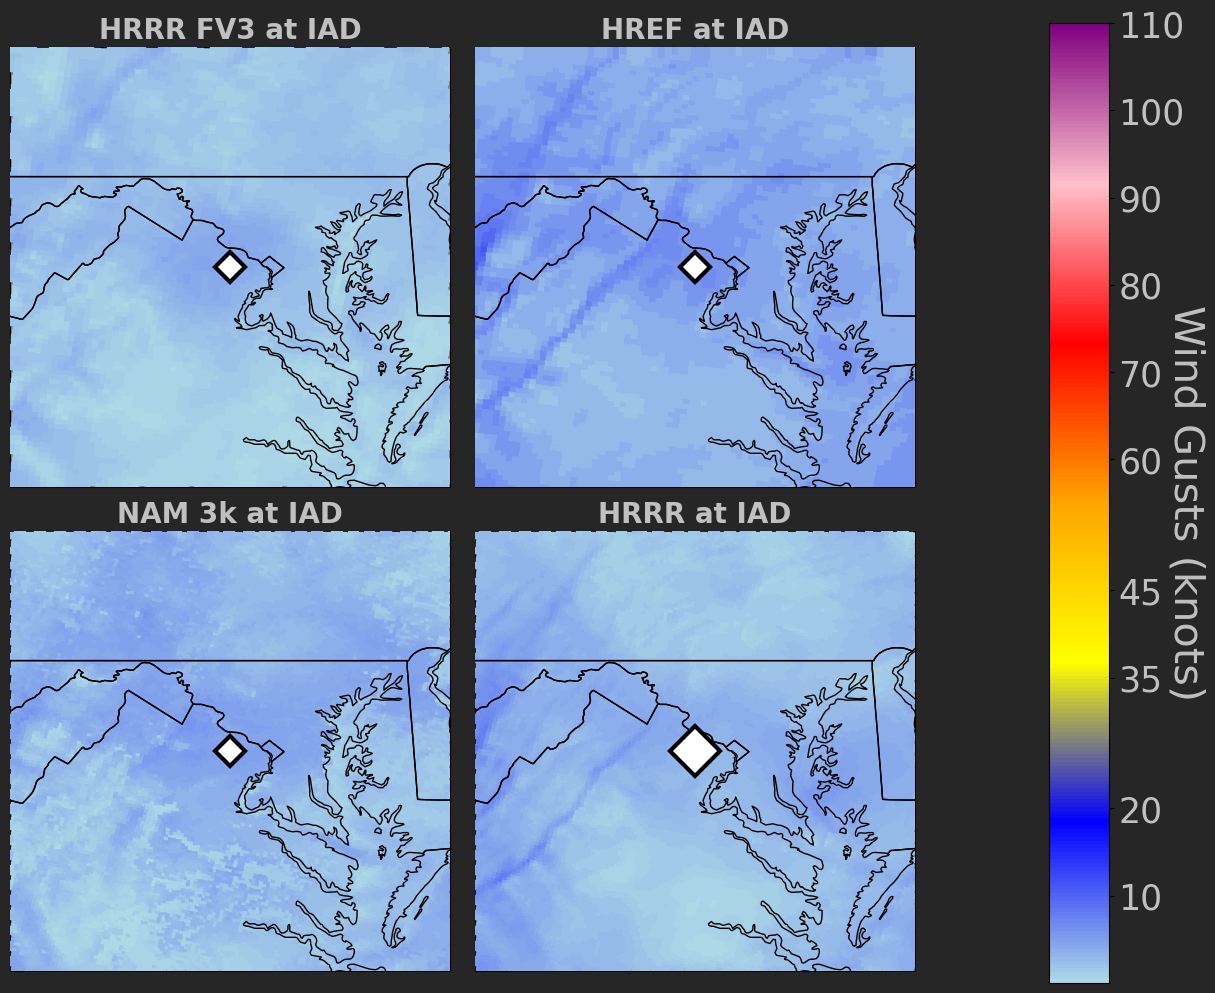 HRRR FV3 at IAD
HREF at IAD
NAM 3k at IAD
HRRR at IAD
110
100
90
80
70
60
45
35
20
10
Wind Gusts (knots)